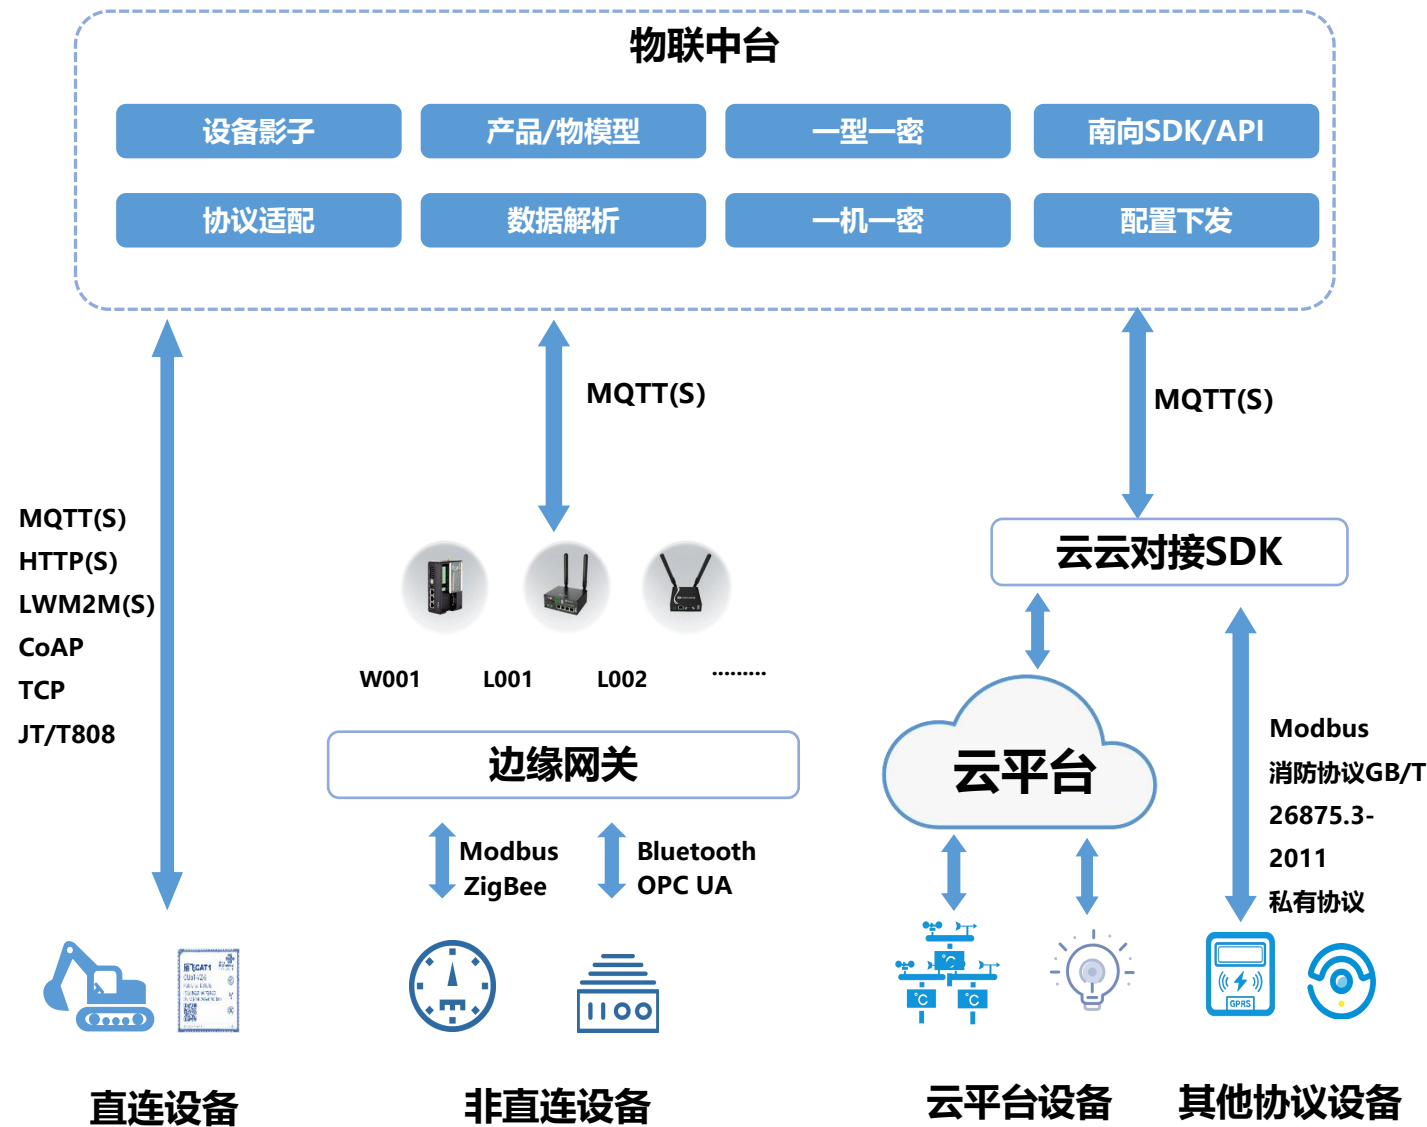 物联中台
设备影子
产品/物模型
一型一密
南向SDK/API
协议适配
数据解析
一机一密
配置下发
MQTT(S)
MQTT(S)
MQTT(S)
HTTP(S)
LWM2M(S)
CoAP
TCP
JT/T808
云云对接SDK
W001
L001
L002
.........
边缘网关
云平台
Modbus
ZigBee
Bluetooth
OPC UA
Modbus
消防协议GB/T
26875.3-
2011
私有协议
CAT1
℃
℃
℃
1100
GPRS
直连设备
非直连设备
云平台设备
其他协议设备